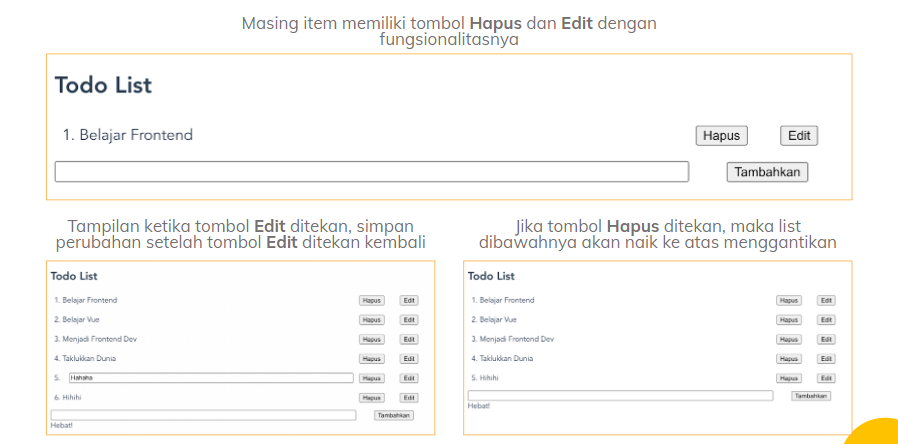 Masing item memiliki tombol Hapus dan Edit dengan
fungsionalitasnya
Todo List
1. Belajar Frontend
Hapus
Edit
Tambahkan
Tampilan ketika tombol Edit ditekan, simpan
perubahan setelah tombol Edit ditekan kembali
Todo List
1. Belajar Frontend Hapus Edit
2. Belajar Vue Hapus Edit
3. Menjadi Frontend Dev Hapus Edit
4. Taklukkan Dunia Hapus Edit
5. Hahaha Hapus Edit
6. Hihihi Hapus Edit
Tambahkan
Hebat!
Jika tombol Hapus ditekan, maka list
dibawahnya akan naik ke atas menggantikan
Todo List
1. Belajar Frontend Hapus Edit
2. Belajar Vue Hapus Edit
3. Menjadi Frontend Dev Hapus Edit
4. Taklukkan Dunia Hapus Edit
5. Hihihi Hapus Edit
Tambahkan
Hebat!